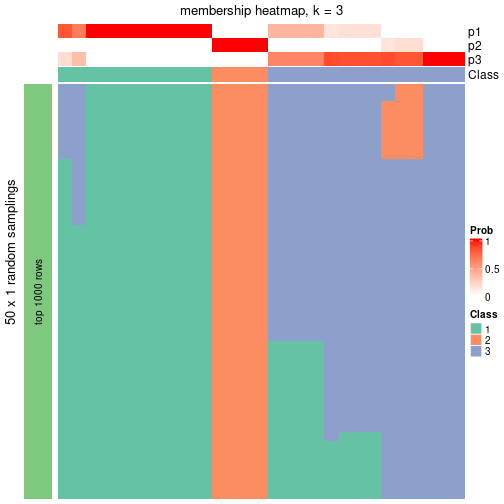 membership heatmap, k = 3
p1
p2
p3
Class
50 x 1 random samplings
top 1000 rows
Prob
1
0.5
0
Class
1
2
3